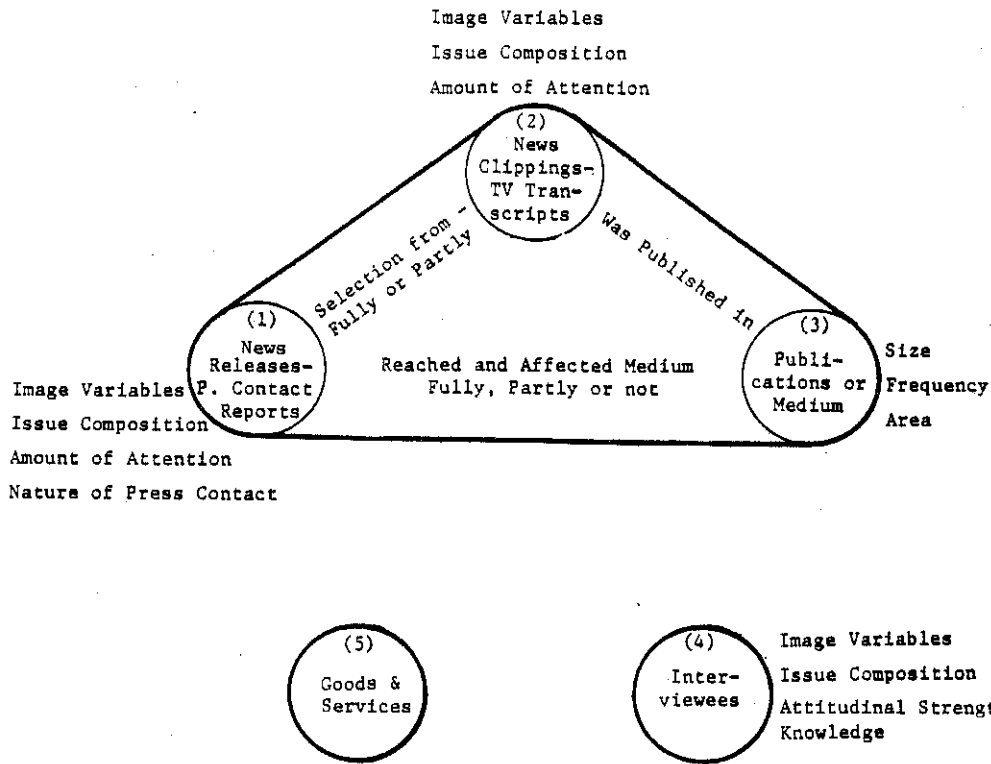 Image Variables
Issue Composition
Amount of Attention
(2)
News
Clippings-
TV Tran-
scripts
Selection from -
Fully or Partly
Was Published in
(1)
News
Releases-
P. Contact
Reports
Image Variables
Issue Composition
Amount of Attention
Nature of Press Contact
Reached and Affected Medium
Fully, Partly or not
(3)
Publi-
cations or
Medium
Size
Frequency
Area
(5)
Goods &
Services
(4)
Inter-
viewees
Image Variables
Issue Composition
Attitudinal Strengt
Knowledge